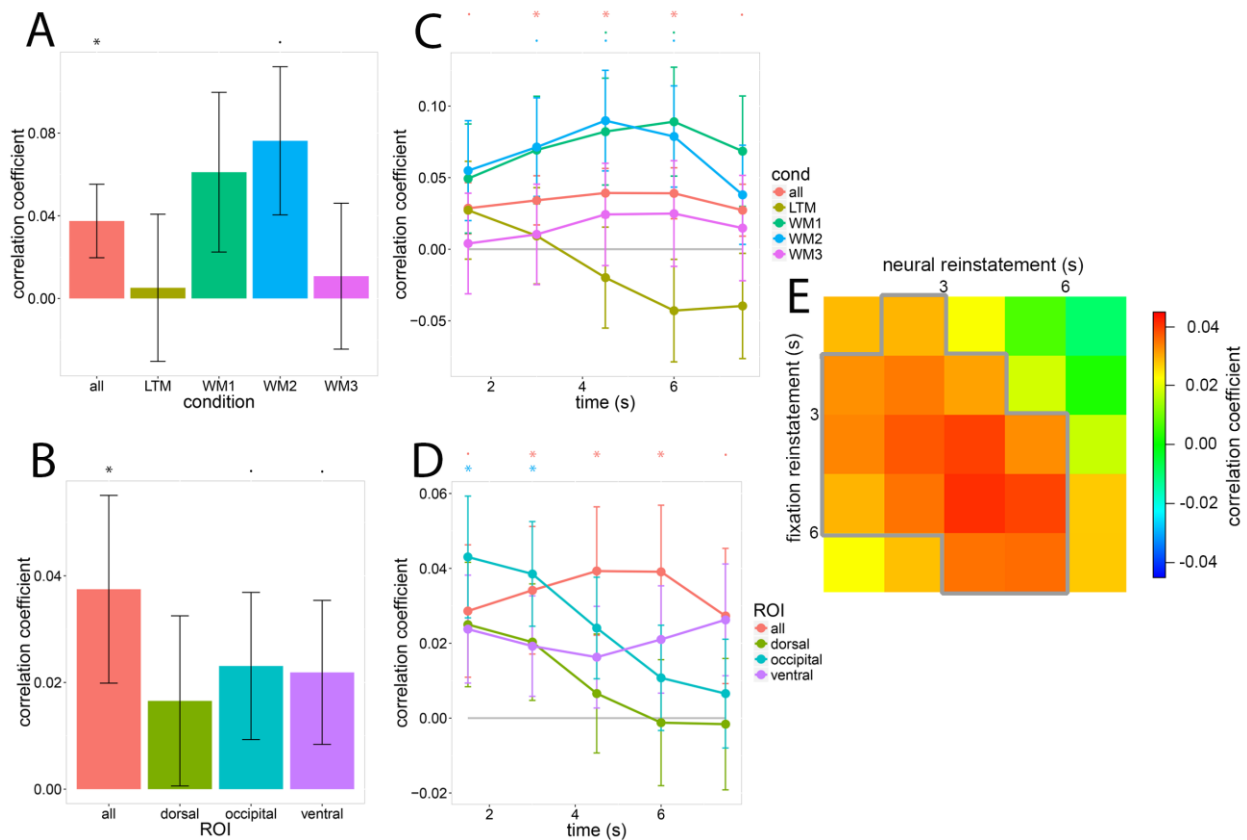 A
*
.
correlation coefficient
0.08
0.04
0.00
all LTM WM1 WM2 WM3
condition
B
*
.
.
correlation coefficient
0.04
0.02
0.00
all dorsal occipital ventral
ROI
C
. * * * .
. .
. . .
correlation coefficient
0.10
0.05
0.00
−0.05
2 4 6
time (s)
cond
all
LTM
WM1
WM2
WM3
D
. * * * .
* *
correlation coefficient
0.06
0.04
0.02
0.00
−0.02
2 4 6
time (s)
ROI
all
dorsal
occipital
ventral
E
neural reinstatement (s)
3 6
fixation reinstatement (s)
3
6
0.04
0.02
0.00
-0.02
-0.04
correlation coefficient